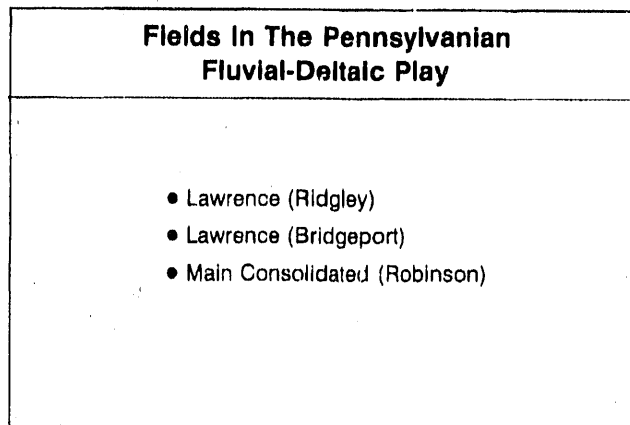 Fields In The Pennsylvanian
Fluvial-Deltaic Play
● Lawrence (Ridgley)
● Lawrence (Bridgeport)
● Main Consolidated (Robinson)